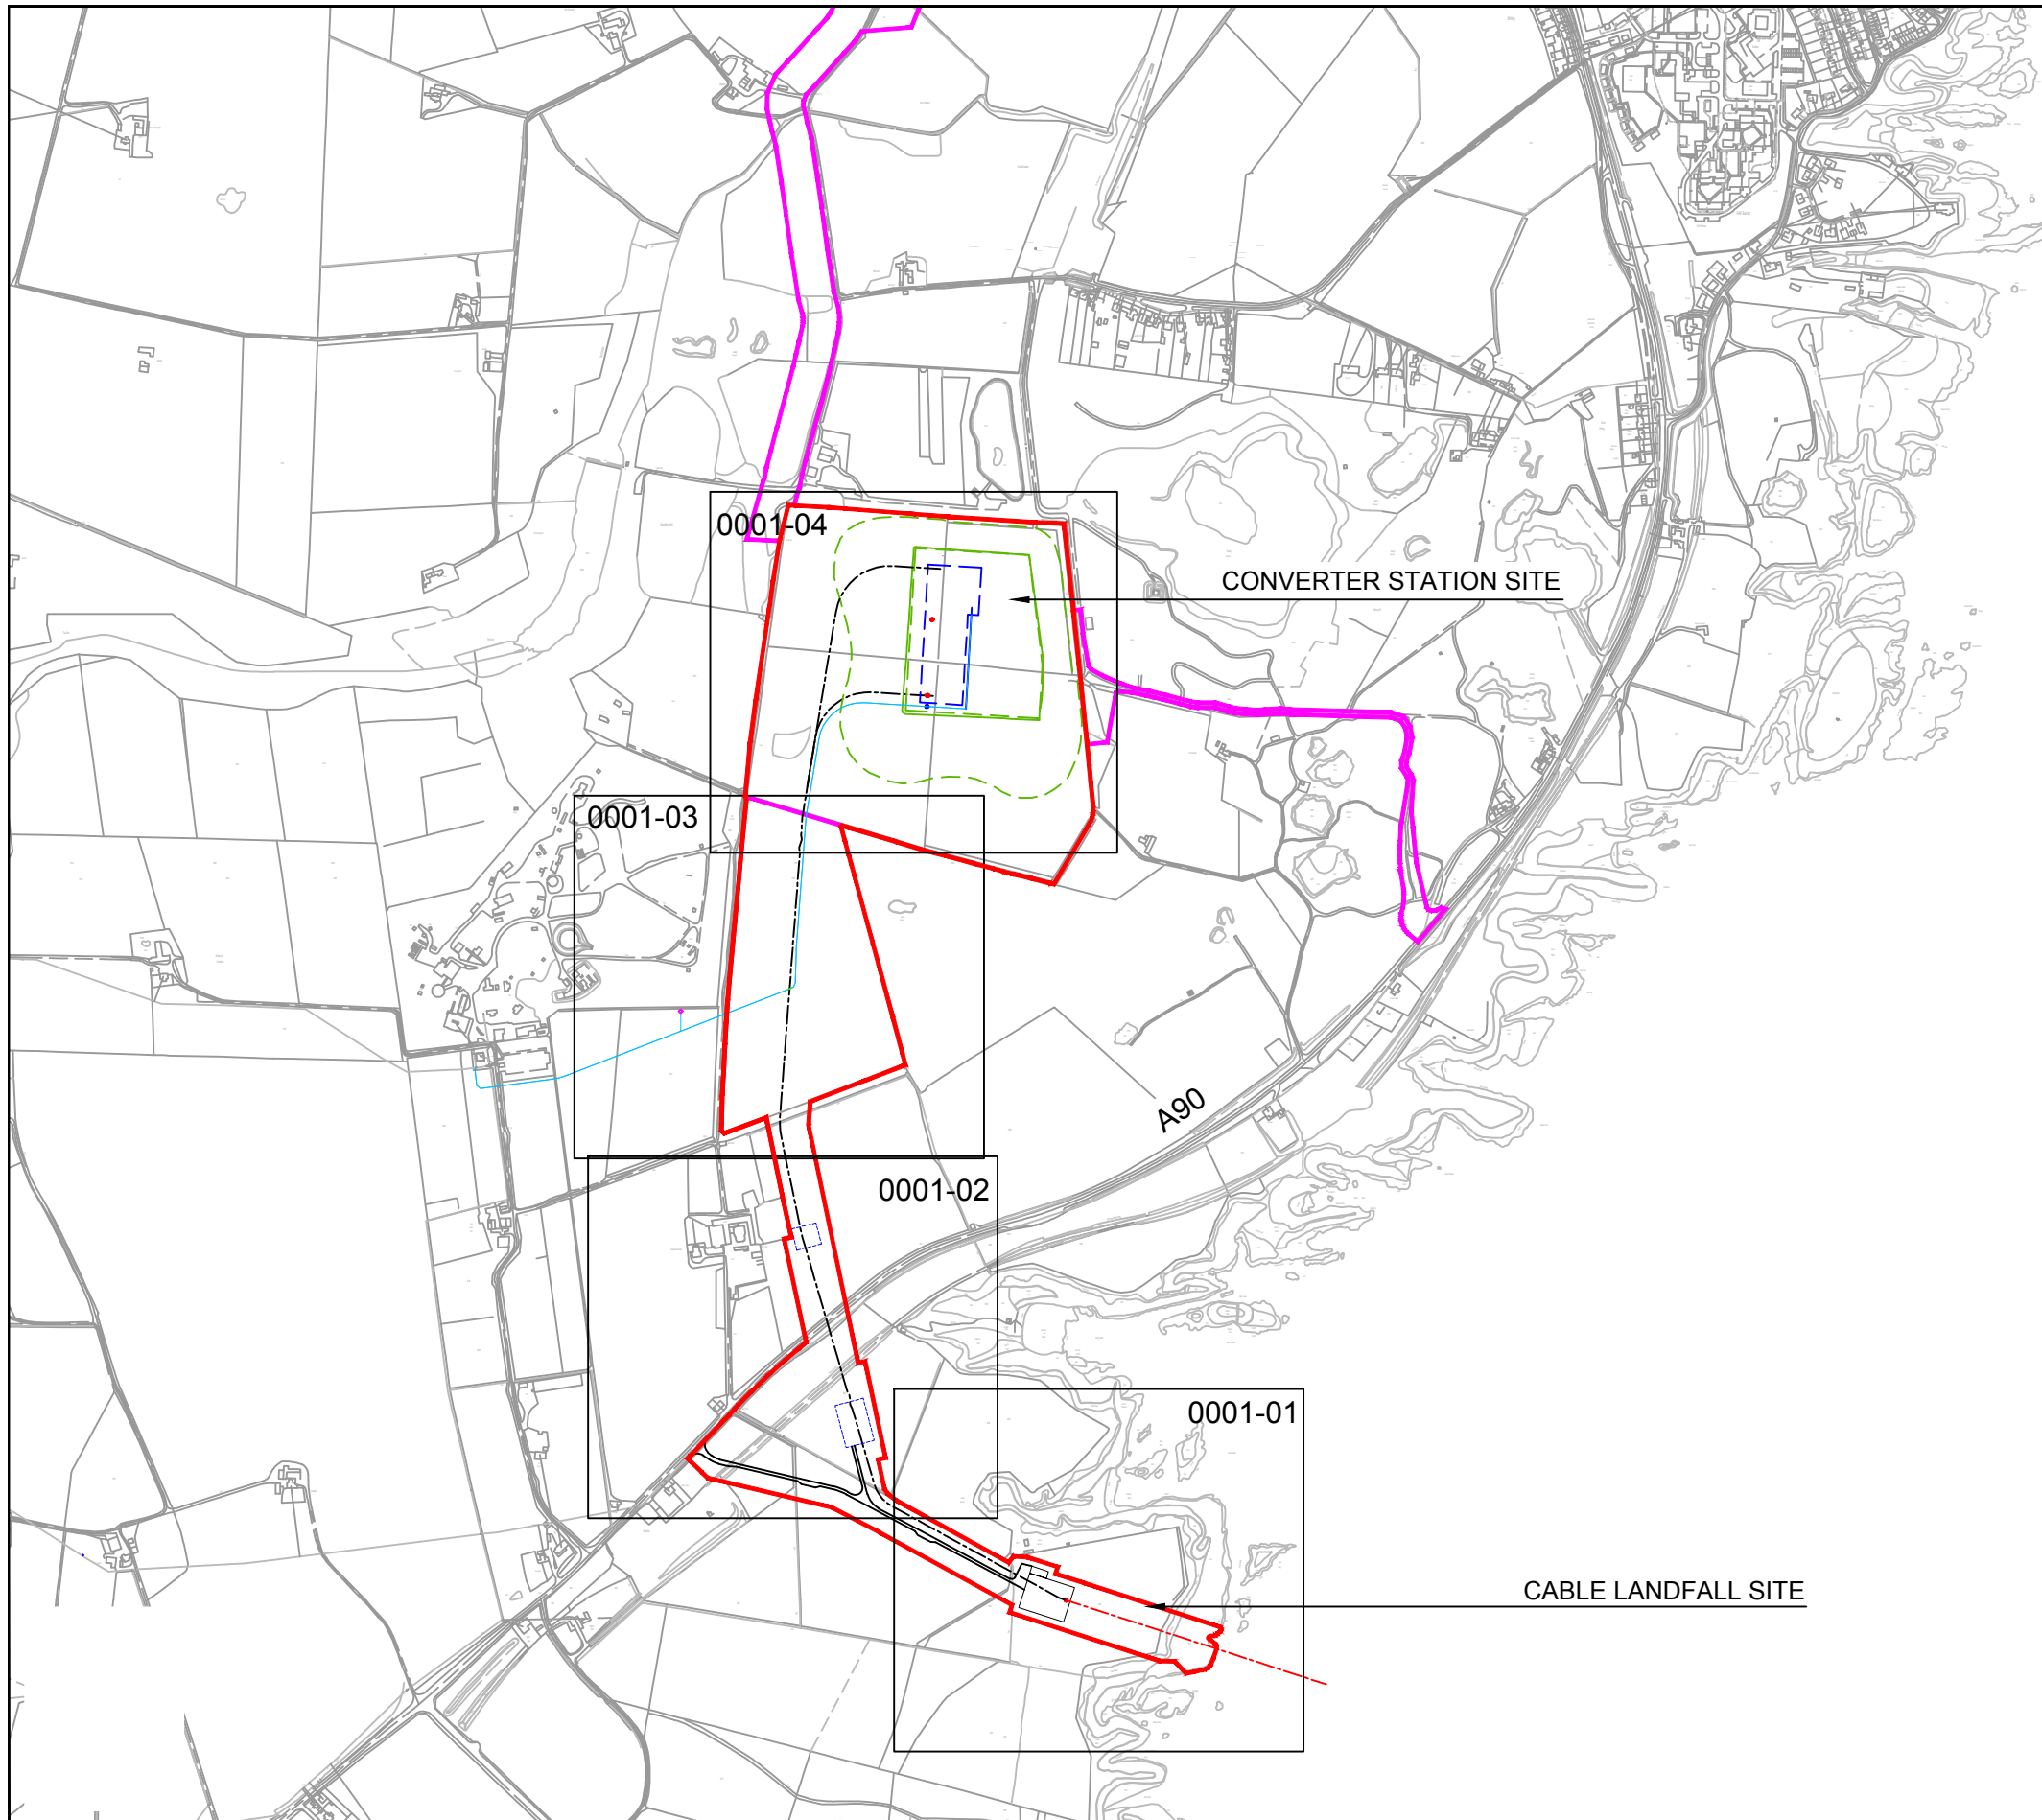 0001-04
CONVERTER STATION SITE
0001-03
A90
0001-02
0001-01
CABLE LANDFALL SITE